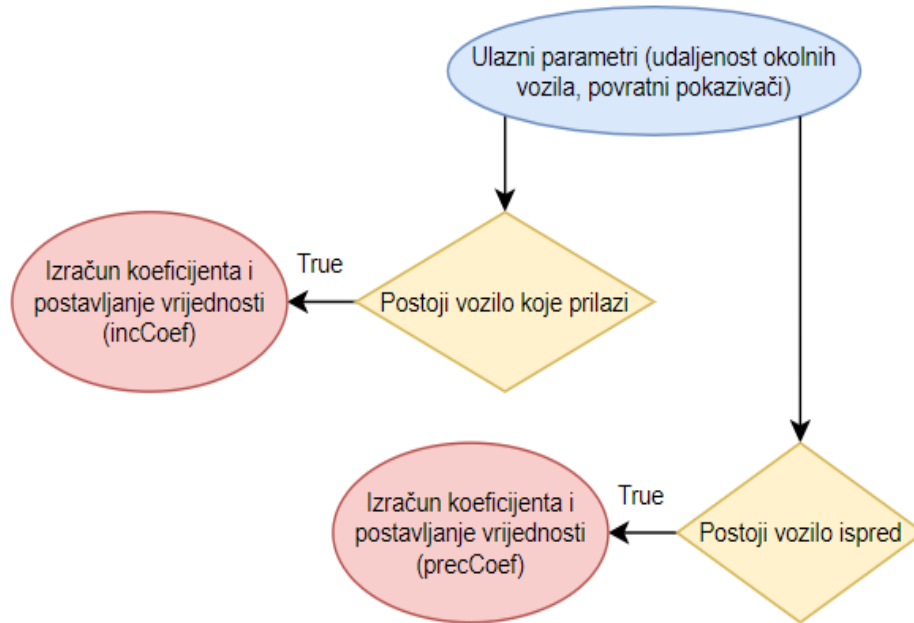 Ulazni parametri (udaljenost okolnih
vozila, povratni pokazivači)
Izračun koeficijenta i
postavljanje vrijednosti
(incCoef)
True
Postoji vozilo koje prilazi
Izračun koeficijenta i
postavljanje vrijednosti
(precCoef)
True
Postoji vozilo ispred